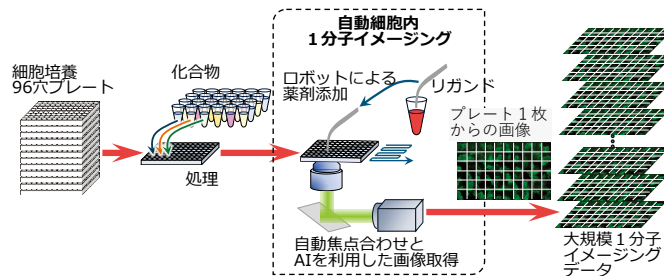 自動細胞内
1分子イメージング
細胞培養
96穴プレート
化合物
ロボットによる
薬剤添加
リガンド
プレート1枚
からの画像
処理
自動焦点合わせと
AIを利用した画像取得
大規模1分子
イメージング
データ